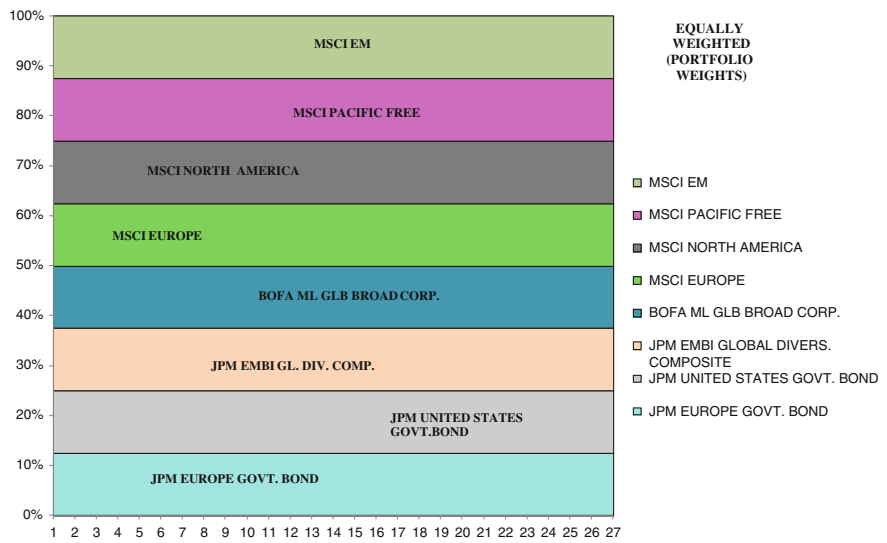 100%
90%
80%
70%
60%
50%
40%
30%
20%
10%
0%
MSCI EM
MSCI PACIFIC FREE
MSCI NORTH AMERICA
MSCI EUROPE
BOFA ML GLB BROAD CORP.
JPM EMBI GL. DIV. COMP.
JPM UNITED STATES
GOVT.BOND
JPM EUROPE GOVT. BOND
1 2 3 4 5 6 7 8 9 10 11 12 13 14 15 16 17 18 19 20 21 22 23 24 25 26 27
EQUALLY
WEIGHTED
(PORTFOLIO
WEIGHTS)
MSCI EM
MSCI PACIFIC FREE
MSCI NORTH AMERICA
MSCI EUROPE
BOFA ML GLB BROAD CORP.
JPM EMBI GLOBAL DIVERS.
COMPOSITE
JPM UNITED STATES GOVT. BOND
JPM EUROPE GOVT. BOND